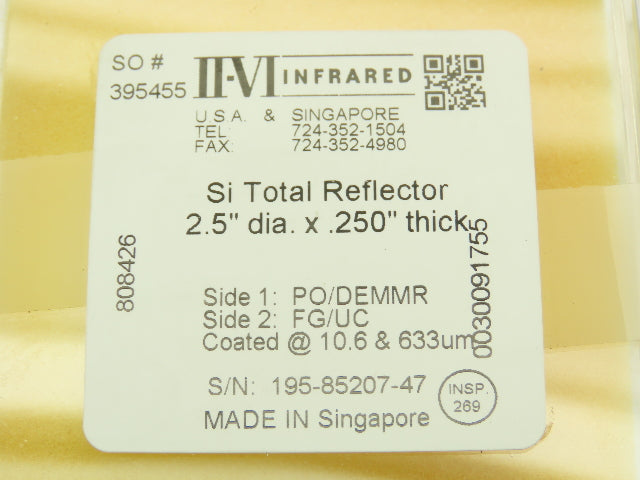 SO #
395455
II-VI INFRARED
U.S.A. & SINGAPORE
TEL: 724-352-1504
FAX: 724-352-4980
Si Total Reflector
2.5" dia. x .250" thick
808426
0030091755
Side 1: PO/DEMMR
Side 2: FG/UC
Coated @ 10.6 & 633um
S/N: 195-85207-47
INSP.
269
MADE IN Singapore